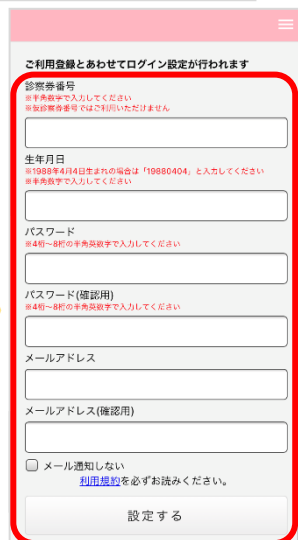 ご利用登録とあわせてログイン設定が行われます
診察券番号
※半角数字で入力してください
※仮診察券番号ではご利用いただけません
生年月日
※1988年4月4日生まれの場合は「19880404」と入力してください
※半角数字で入力してください
パスワード
※4桁～8桁の半角英数字で入力してください
パスワード(確認用)
※4桁～8桁の半角英数字で入力してください
メールアドレス
メールアドレス(確認用)
メール通知しない
利用規約を必ずお読みください。
設定する